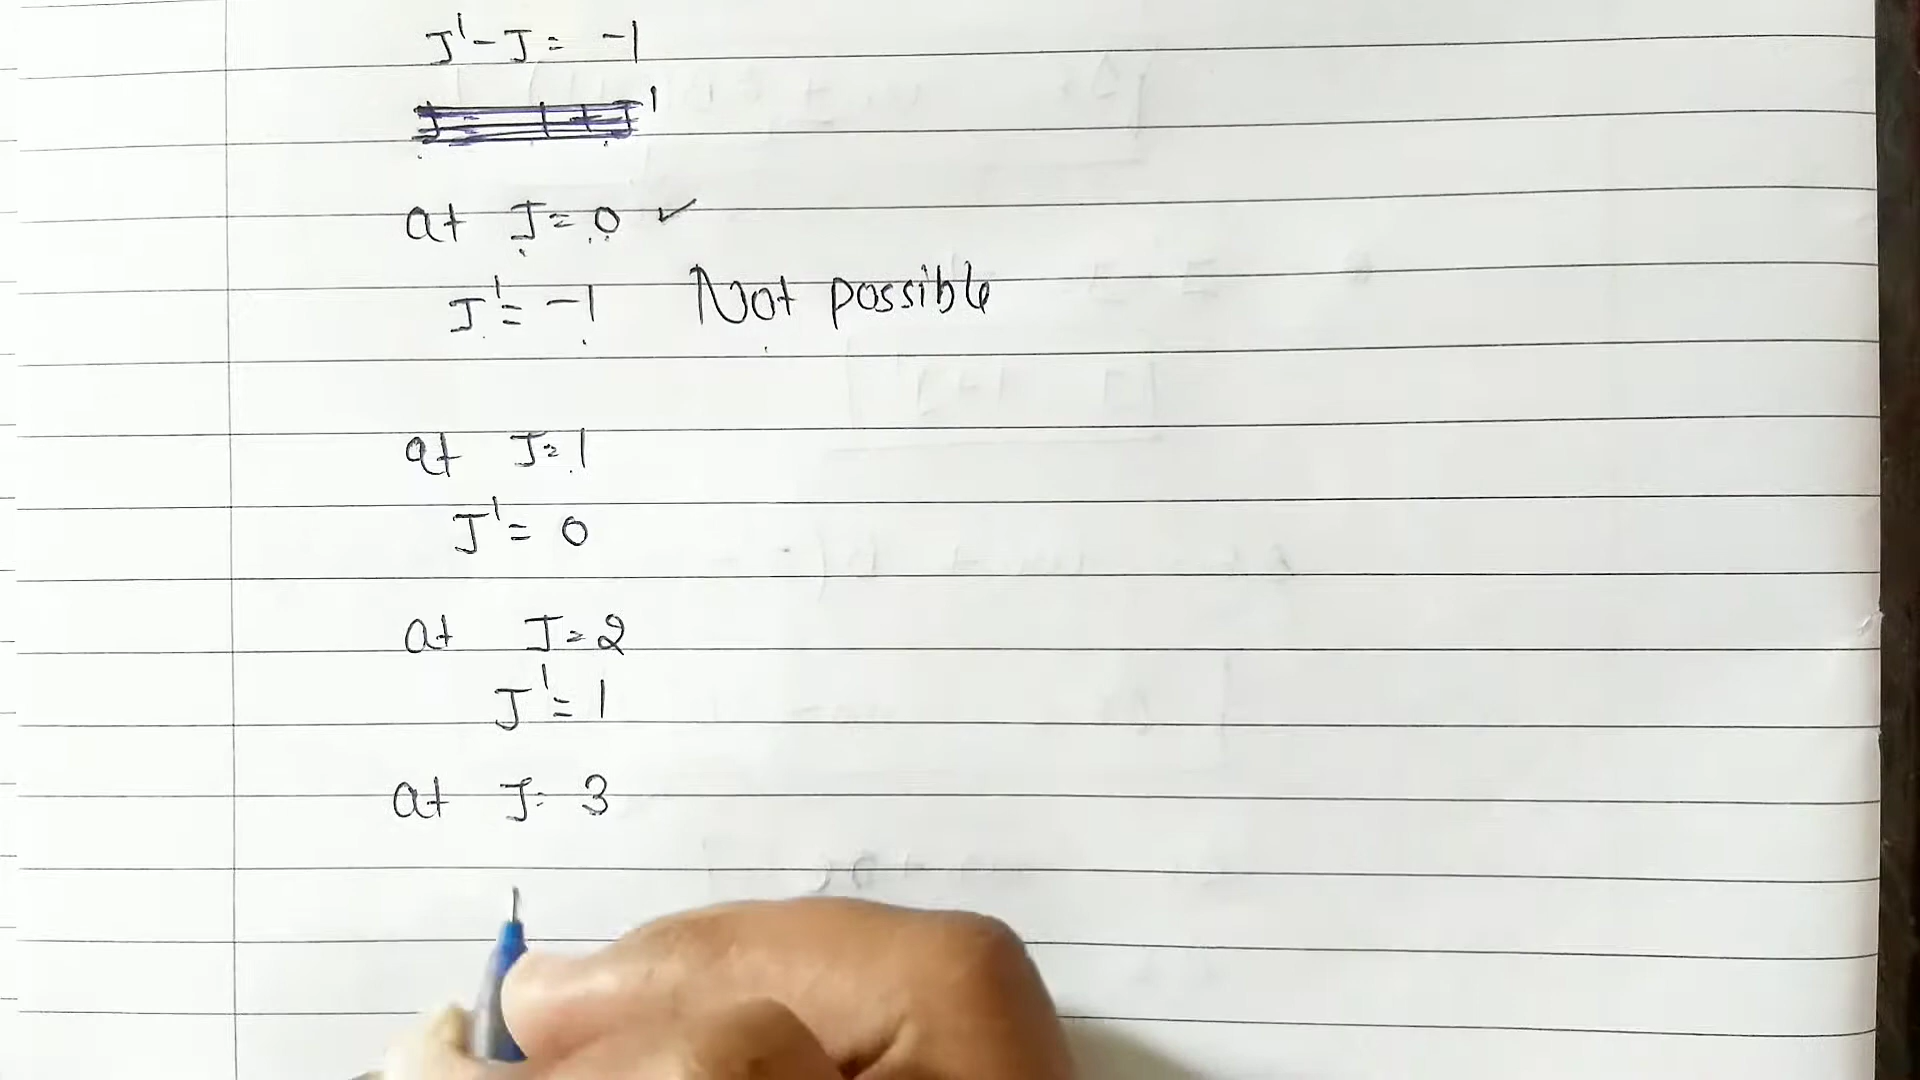 J' - J = -1
at J = 0 ✓
J' = -1 Not possible
at J = 1
J' = 0
at J = 2
J' = 1
at J = 3